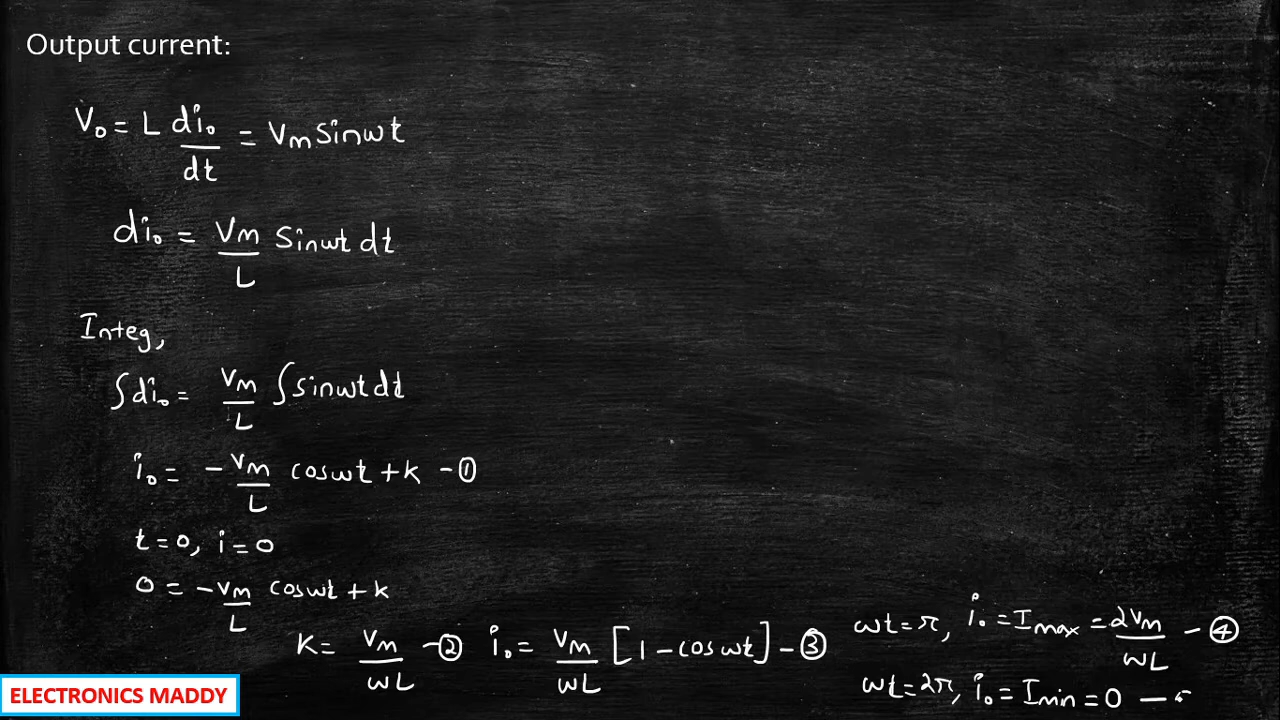 Output current:
V₀ = L di₀/dt = Vm Sinωt
di₀ = Vm/L Sinωt dt
Integ,
∫di₀ = Vm/L ∫sinωt dt
i₀ = -Vm/L cosωt + K -①
t=0, i=0
0 = -Vm/L cosωt + K
K = Vm/ωL -② i₀ = Vm/ωL [1-cosωt] -③
ωt=π, i₀ = Imax = 2Vm/ωL -④
ωt=2π, i₀ = Imin = 0 —
ELECTRONICS MADDY